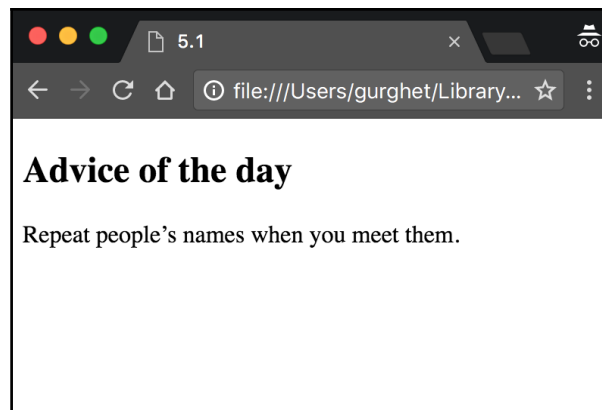 5.1
file:///Users/gurghet/Library...
Advice of the day
Repeat people’s names when you meet them.